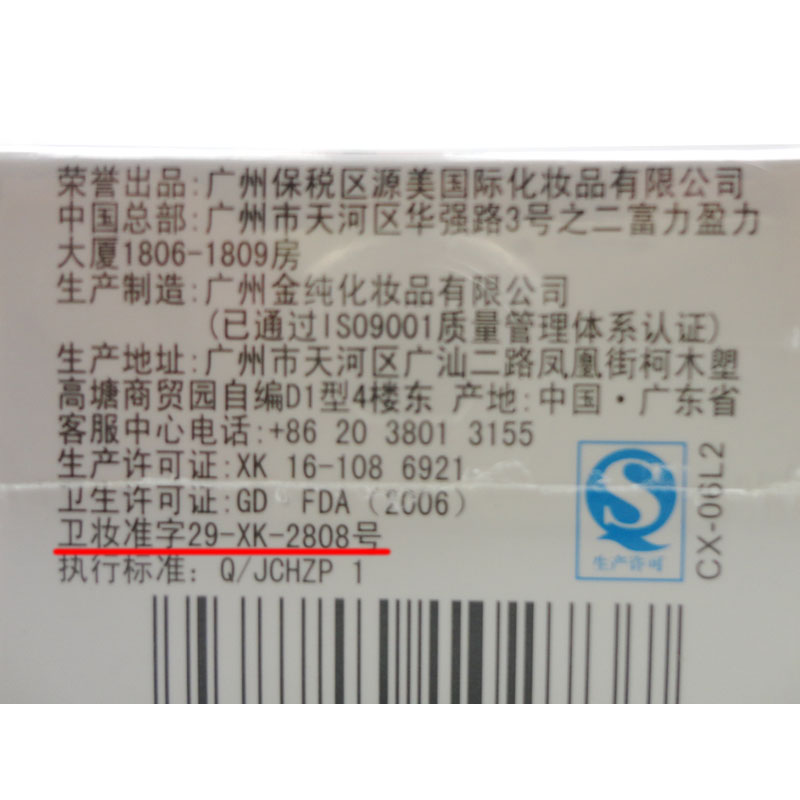 荣誉出品:广州保税区源美国际化妆品有限公司
中国总部:广州市天河区华强路3号之二富力盈力
大厦1806-1809房
生产制造:广州金纯化妆品有限公司
(已通过ISO9001质量管理体系认证)
生产地址:广州市天河区广汕二路凤凰街柯木塱
高塘商贸园自编D1型4楼东 产地:中国·广东省
客服中心电话:+86 20 3801 3155
生产许可证:XK 16-108 6921
卫生许可证:GD FDA (2006)
卫妆准字29-XK-2808号
执行标准: Q/JCHZP 1
生产许可
CX-06L2